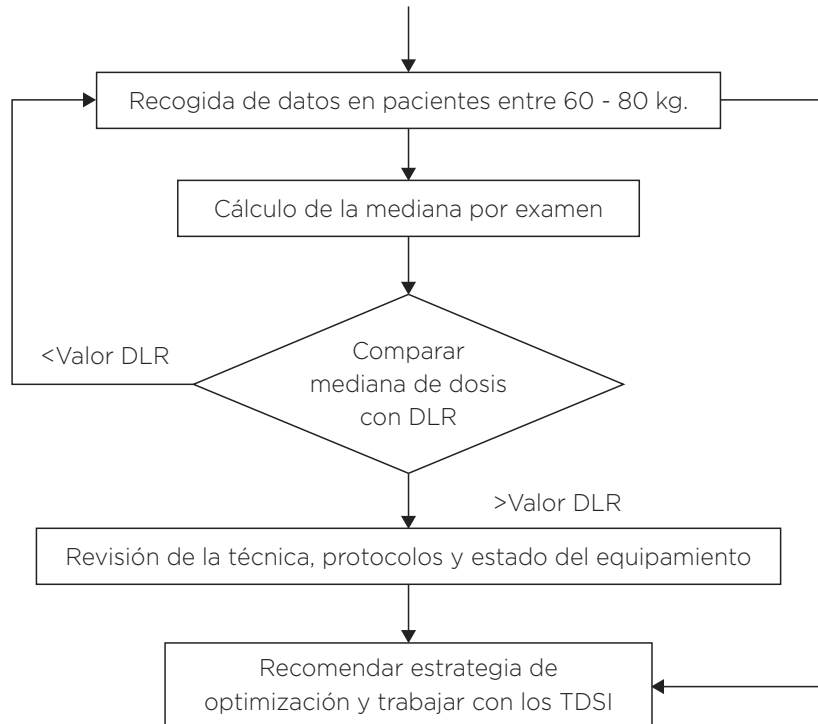 Recogida de datos en pacientes entre 60 - 80 kg.
Cálculo de la mediana por examen
<Valor DLR
Comparar
mediana de dosis
con DLR
>Valor DLR
Revisión de la técnica, protocolos y estado del equipamiento
Recomendar estrategia de
optimización y trabajar con los TDSI